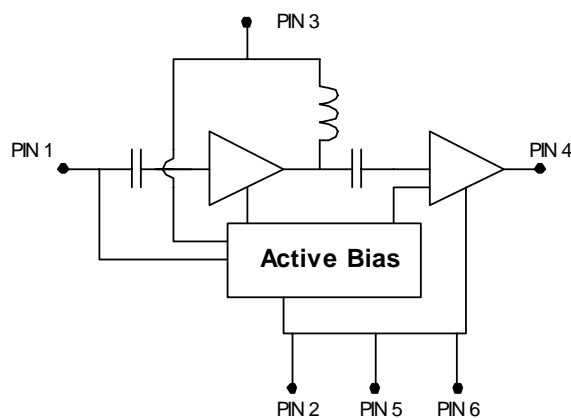 PIN 3
PIN 1
PIN 4
Active Bias
PIN 2
PIN 5
PIN 6